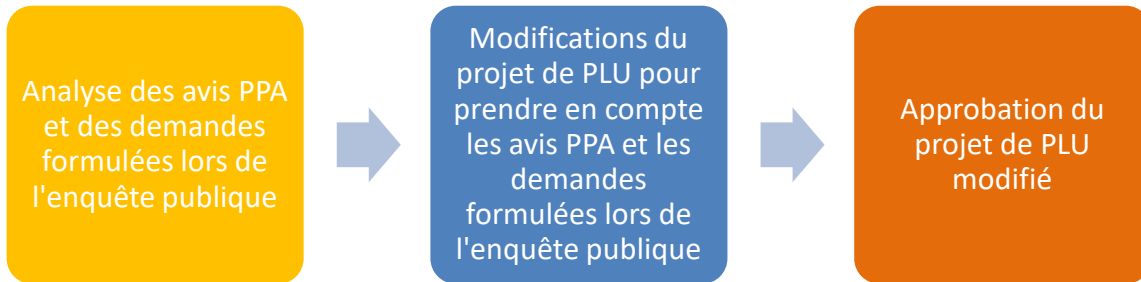 Analyse des avis PPA
et des demandes
formulées lors de
l'enquête publique
Modifications du
projet de PLU pour
prendre en compte
les avis PPA et les
demandes
formulées lors de
l'enquête publique
Approbation du
projet de PLU
modifié